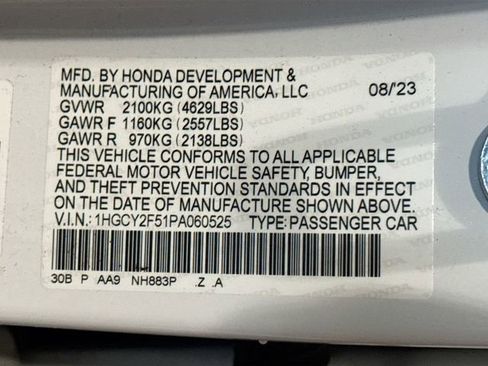 MFD. BY HONDA DEVELOPMENT &
MANUFACTURING OF AMERICA, LLC 08/'23
GVWR 2100KG (4629LBS)
GAWR F 1160KG (2557LBS)
GAWR R 970KG (2138LBS)
THIS VEHICLE CONFORMS TO ALL APPLICABLE
FEDERAL MOTOR VEHICLE SAFETY, BUMPER,
AND THEFT PREVENTION STANDARDS IN EFFECT
ON THE DATE OF MANUFACTURE SHOWN ABOVE.
V.I.N.: 1HGCY2F51PA060525 TYPE: PASSENGER CAR
30B P AA9 NH883P .Z .A